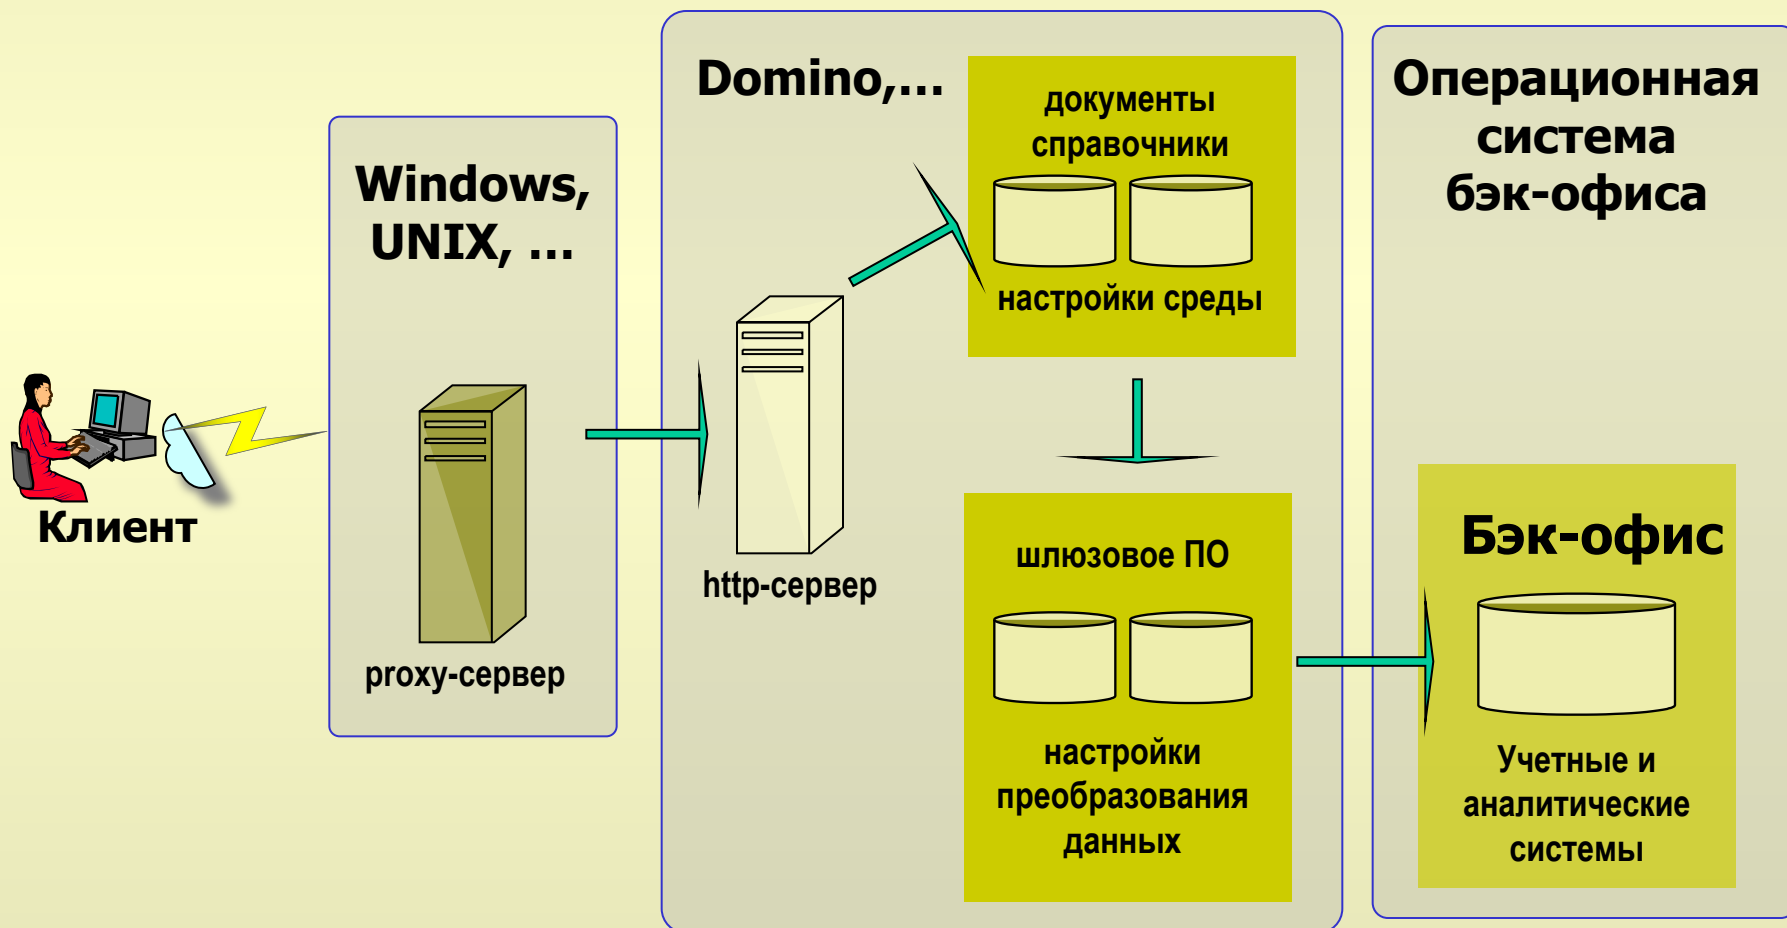 Клиент
Windows,
UNIX, ...
proxy-сервер
Domino,...
http-сервер
документы
справочники
настройки среды
шлюзовое ПО
настройки
преобразования
данных
Операционная
система
бэк-офиса
Бэк-офис
Учетные и
аналитические
системы